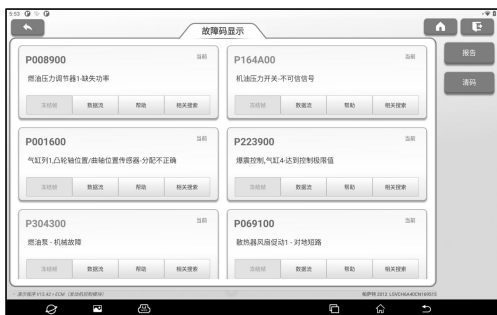 5:53
故障码显示
P008900
当前
燃油压力调节器1-缺失功率
冻结帧 数据流 帮助 相关搜索
P164A00
当前
机油压力开关-不可信信号
冻结帧 数据流 帮助 相关搜索
报告
清码
P001600
当前
气缸列1,凸轮轴位置/曲轴位置传感器-分配不正确
冻结帧 数据流 帮助 相关搜索
P223900
当前
爆震控制,气缸4-达到控制极限值
冻结帧 数据流 帮助 相关搜索
P304300
当前
燃油泵 - 机械故障
冻结帧 数据流 帮助 相关搜索
P069100
当前
散热器风扇促动1 - 对地短路
冻结帧 数据流 帮助 相关搜索